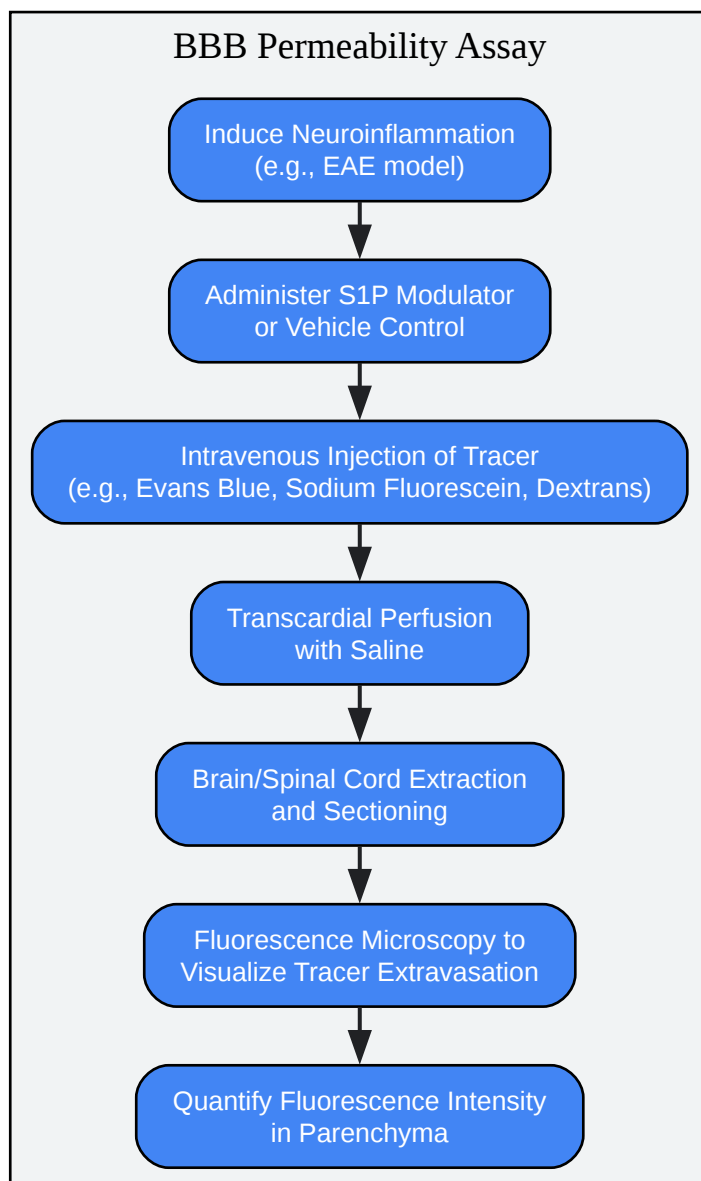 BBB Permeability Assay
Induce Neuroinflammation
(e.g., EAE model)
Administer S1P Modulator
or Vehicle Control
Intravenous Injection of Tracer
(e.g., Evans Blue, Sodium Fluorescein, Dextrans)
Transcardial Perfusion
with Saline
Brain/Spinal Cord Extraction
and Sectioning
Fluorescence Microscopy to
Visualize Tracer Extravasation
Quantify Fluorescence Intensity
in Parenchyma